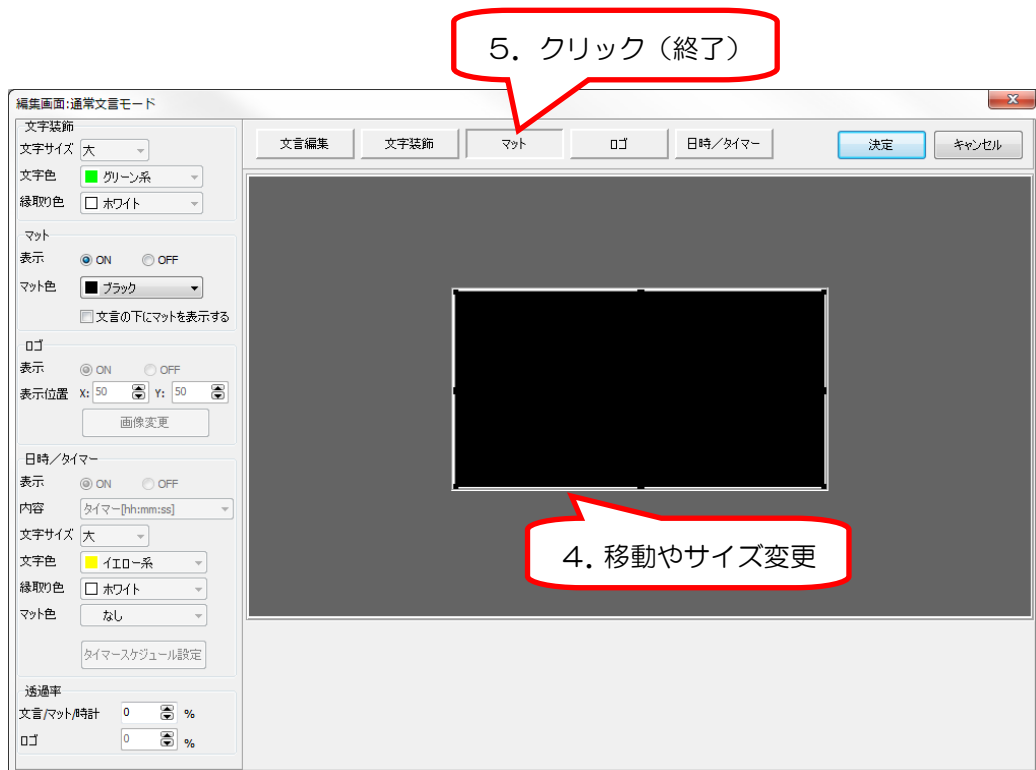 5．クリック（終了）
編集画面:通常文言モード
文字装飾
文字サイズ 大
文字色 グリーン系
縁取り色 ホワイト
マット
表示 ON OFF
マット色 ブラック
文言の下にマットを表示する
ロゴ
表示 ON OFF
表示位置 X: 50 Y: 50
画像変更
日時／タイマー
表示 ON OFF
内容 タイマー[hh:mm:ss]
文字サイズ 大
文字色 イエロー系
縁取り色 ホワイト
マット色 なし
タイマースケジュール設定
透過率
文言/マット/時計 0 %
ロゴ 0 %
文言編集 文字装飾 マット ロゴ 日時／タイマー 決定 キャンセル
4．移動やサイズ変更